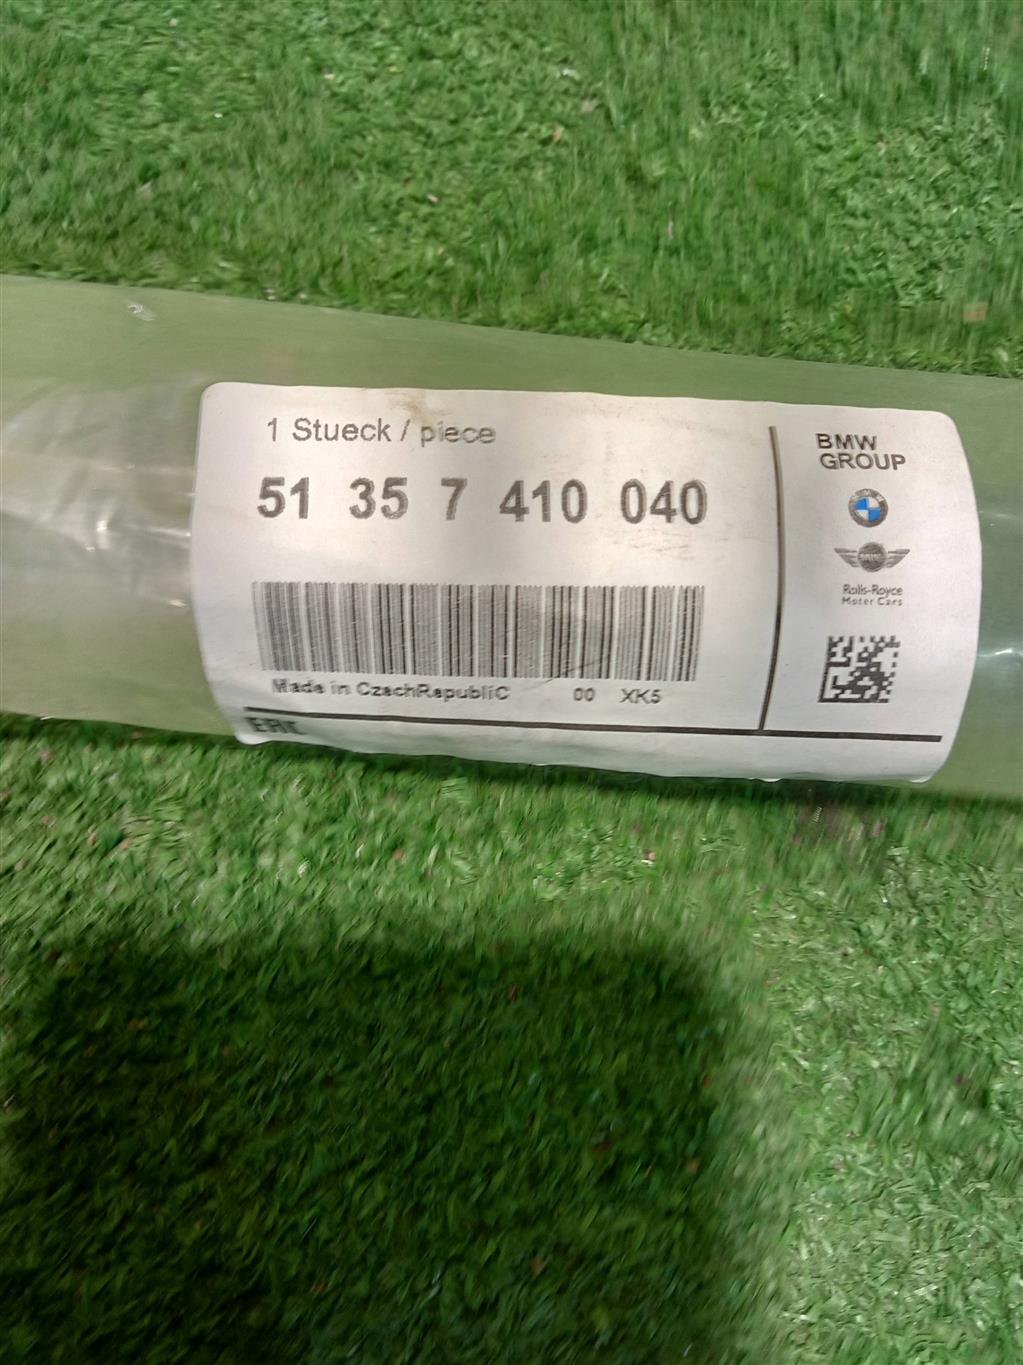 1 Stueck / piece
51 35 7 410 040
Made in CzechRepubliC 00 XK5
BMW
GROUP
MINI
Rolls-Royce
Motor Cars